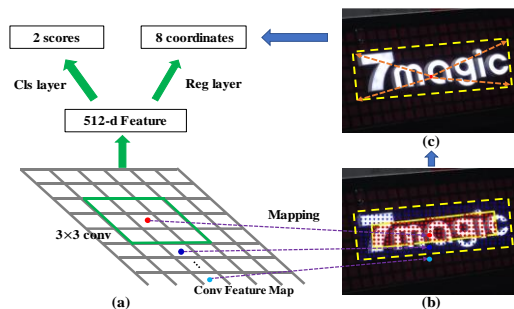 2 scores
8 coordinates
Cls layer
Reg layer
512-d Feature
3×3 conv
Mapping
Conv Feature Map
(a)
7magic
(c)
7magic
(b)